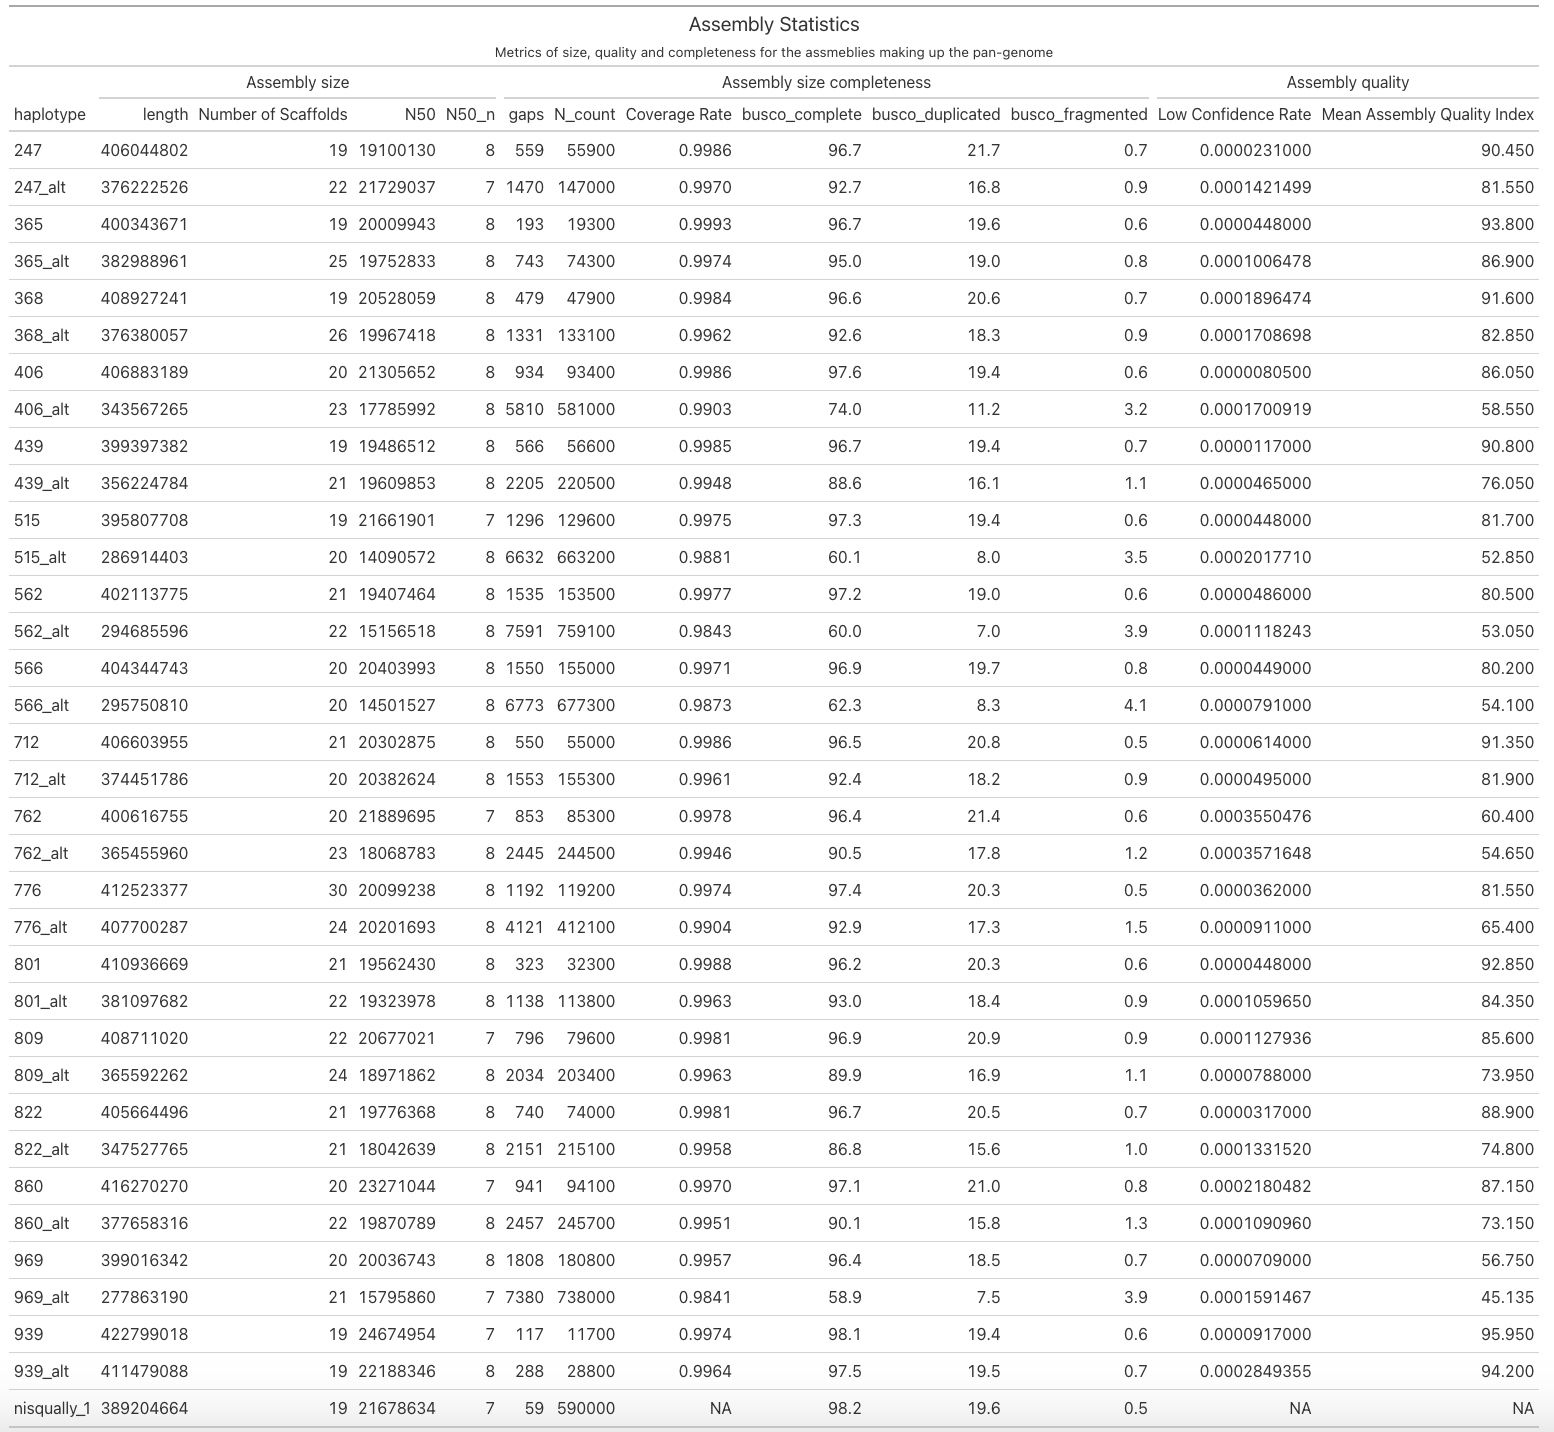 Assembly Statistics
Metrics of size, quality and completeness for the assmeblies making up the pan-genome
Assembly size Assembly size completeness Assembly quality
haplotype length Number of Scaffolds N50 N50_n gaps N_count Coverage Rate busco_complete busco_duplicated busco_fragmented Low Confidence Rate Mean Assembly Quality Index
247 406044802 19 19100130 8 559 55900 0.9986 96.7 21.7 0.7 0.0000231000 90.450
247_alt 376222526 22 21729037 7 1470 147000 0.9970 92.7 16.8 0.9 0.0001421499 81.550
365 400343671 19 20009943 8 193 19300 0.9993 96.7 19.6 0.6 0.0000448000 93.800
365_alt 382988961 25 19752833 8 743 74300 0.9974 95.0 19.0 0.8 0.0001006478 86.900
368 408927241 19 20528059 8 479 47900 0.9984 96.6 20.6 0.7 0.0001896474 91.600
368_alt 376380057 26 19967418 8 1331 133100 0.9962 92.6 18.3 0.9 0.0001708698 82.850
406 406883189 20 21305652 8 934 93400 0.9986 97.6 19.4 0.6 0.0000080500 86.050
406_alt 343567265 23 17785992 8 5810 581000 0.9903 74.0 11.2 3.2 0.0001700919 58.550
439 399397382 19 19486512 8 566 56600 0.9985 96.7 19.4 0.7 0.0000117000 90.800
439_alt 356224784 21 19609853 8 2205 220500 0.9948 88.6 16.1 1.1 0.0000465000 76.050
515 395807708 19 21661901 7 1296 129600 0.9975 97.3 19.4 0.6 0.0000448000 81.700
515_alt 286914403 20 14090572 8 6632 663200 0.9881 60.1 8.0 3.5 0.0002017710 52.850
562 402113775 21 19407464 8 1535 153500 0.9977 97.2 19.0 0.6 0.0000486000 80.500
562_alt 294685596 22 15156518 8 7591 759100 0.9843 60.0 7.0 3.9 0.0001118243 53.050
566 404344743 20 20403993 8 1550 155000 0.9971 96.9 19.7 0.8 0.0000449000 80.200
566_alt 295750810 20 14501527 8 6773 677300 0.9873 62.3 8.3 4.1 0.0000791000 54.100
712 406603955 21 20302875 8 550 55000 0.9986 96.5 20.8 0.5 0.0000614000 91.350
712_alt 374451786 20 20382624 8 1553 155300 0.9961 92.4 18.2 0.9 0.0000495000 81.900
762 400616755 20 21889695 7 853 85300 0.9978 96.4 21.4 0.6 0.0003550476 60.400
762_alt 365455960 23 18068783 8 2445 244500 0.9946 90.5 17.8 1.2 0.0003571648 54.650
776 412523377 30 20099238 8 1192 119200 0.9974 97.4 20.3 0.5 0.0000362000 81.550
776_alt 407700287 24 20201693 8 4121 412100 0.9904 92.9 17.3 1.5 0.0000911000 65.400
801 410936669 21 19562430 8 323 32300 0.9988 96.2 20.3 0.6 0.0000448000 92.850
801_alt 381097682 22 19323978 8 1138 113800 0.9963 93.0 18.4 0.9 0.0001059650 84.350
809 408711020 22 20677021 7 796 79600 0.9981 96.9 20.9 0.9 0.0001127936 85.600
809_alt 365592262 24 18971862 8 2034 203400 0.9963 89.9 16.9 1.1 0.0000788000 73.950
822 405664496 21 19776368 8 740 74000 0.9981 96.7 20.5 0.7 0.0000317000 88.900
822_alt 347527765 21 18042639 8 2151 215100 0.9958 86.8 15.6 1.0 0.0001331520 74.800
860 416270270 20 23271044 7 941 94100 0.9970 97.1 21.0 0.8 0.0002180482 87.150
860_alt 377658316 22 19870789 8 2457 245700 0.9951 90.1 15.8 1.3 0.0001090960 73.150
969 399016342 20 20036743 8 1808 180800 0.9957 96.4 18.5 0.7 0.0000709000 56.750
969_alt 277863190 21 15795860 7 7380 738000 0.9841 58.9 7.5 3.9 0.0001591467 45.135
939 422799018 19 24674954 7 117 11700 0.9974 98.1 19.4 0.6 0.0000917000 95.950
939_alt 411479088 19 22188346 8 288 28800 0.9964 97.5 19.5 0.7 0.0002849355 94.200
nisqually_1 389204664 19 21678634 7 59 590000 NA 98.2 19.6 0.5 NA NA